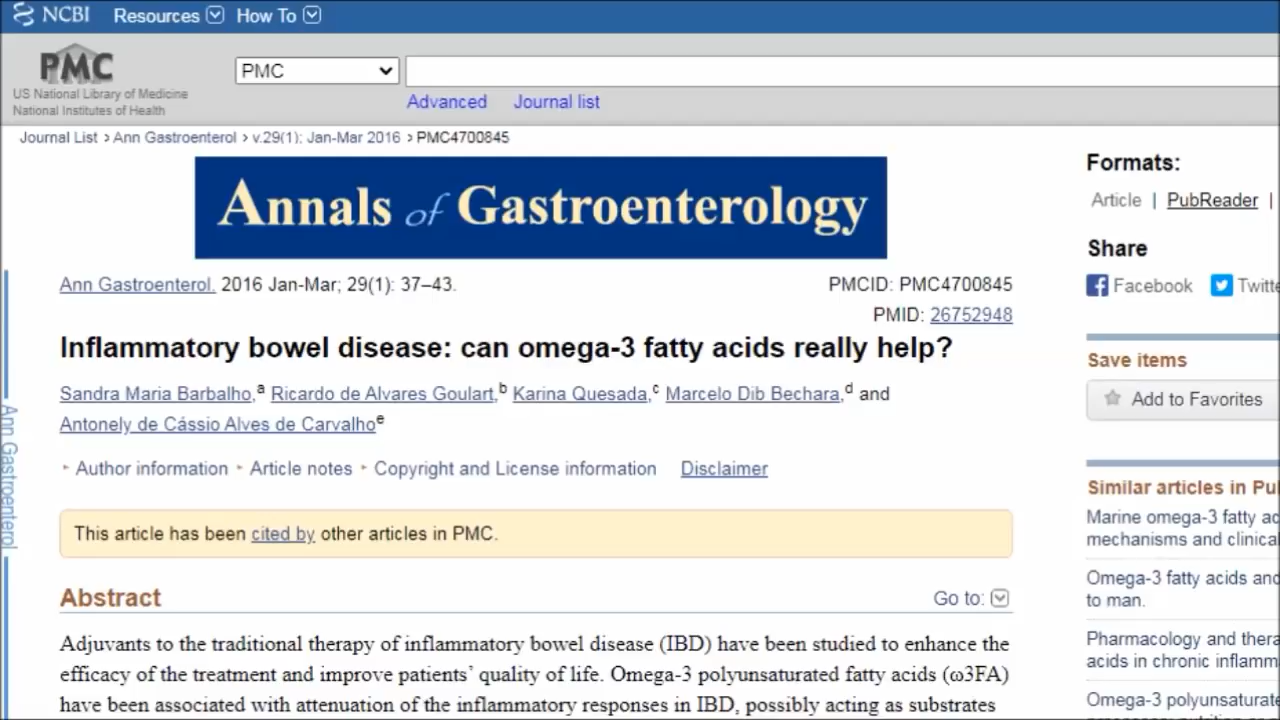 NCBI Resources How To
PMC
US National Library of Medicine
National Institutes of Health
PMC
Advanced Journal list
Journal List > Ann Gastroenterol > v.29(1); Jan-Mar 2016 > PMC4700845
Annals of Gastroenterology
Ann Gastroenterol. 2016 Jan-Mar; 29(1): 37–43.
PMCID: PMC4700845
PMID: 26752948
Inflammatory bowel disease: can omega-3 fatty acids really help?
Sandra Maria Barbalho,a Ricardo de Alvares Goulart,b Karina Quesada,c Marcelo Dib Bechara,d and
Antonely de Cássio Alves de Carvalhoe
Author information Article notes Copyright and License information Disclaimer
This article has been cited by other articles in PMC.
Abstract Go to:
Adjuvants to the traditional therapy of inflammatory bowel disease (IBD) have been studied to enhance the
efficacy of the treatment and improve patients’ quality of life. Omega-3 polyunsaturated fatty acids (ω3FA)
have been associated with attenuation of the inflammatory responses in IBD, possibly acting as substrates
Ann Gastroenterol
Formats:
Article | PubReader |
Share
Facebook Twitte
Save items
Add to Favorites
Similar articles in Pu
Marine omega-3 fatty ac
mechanisms and clinical
Omega-3 fatty acids and
to man.
Pharmacology and thera
acids in chronic inflamm
Omega-3 polyunsaturat